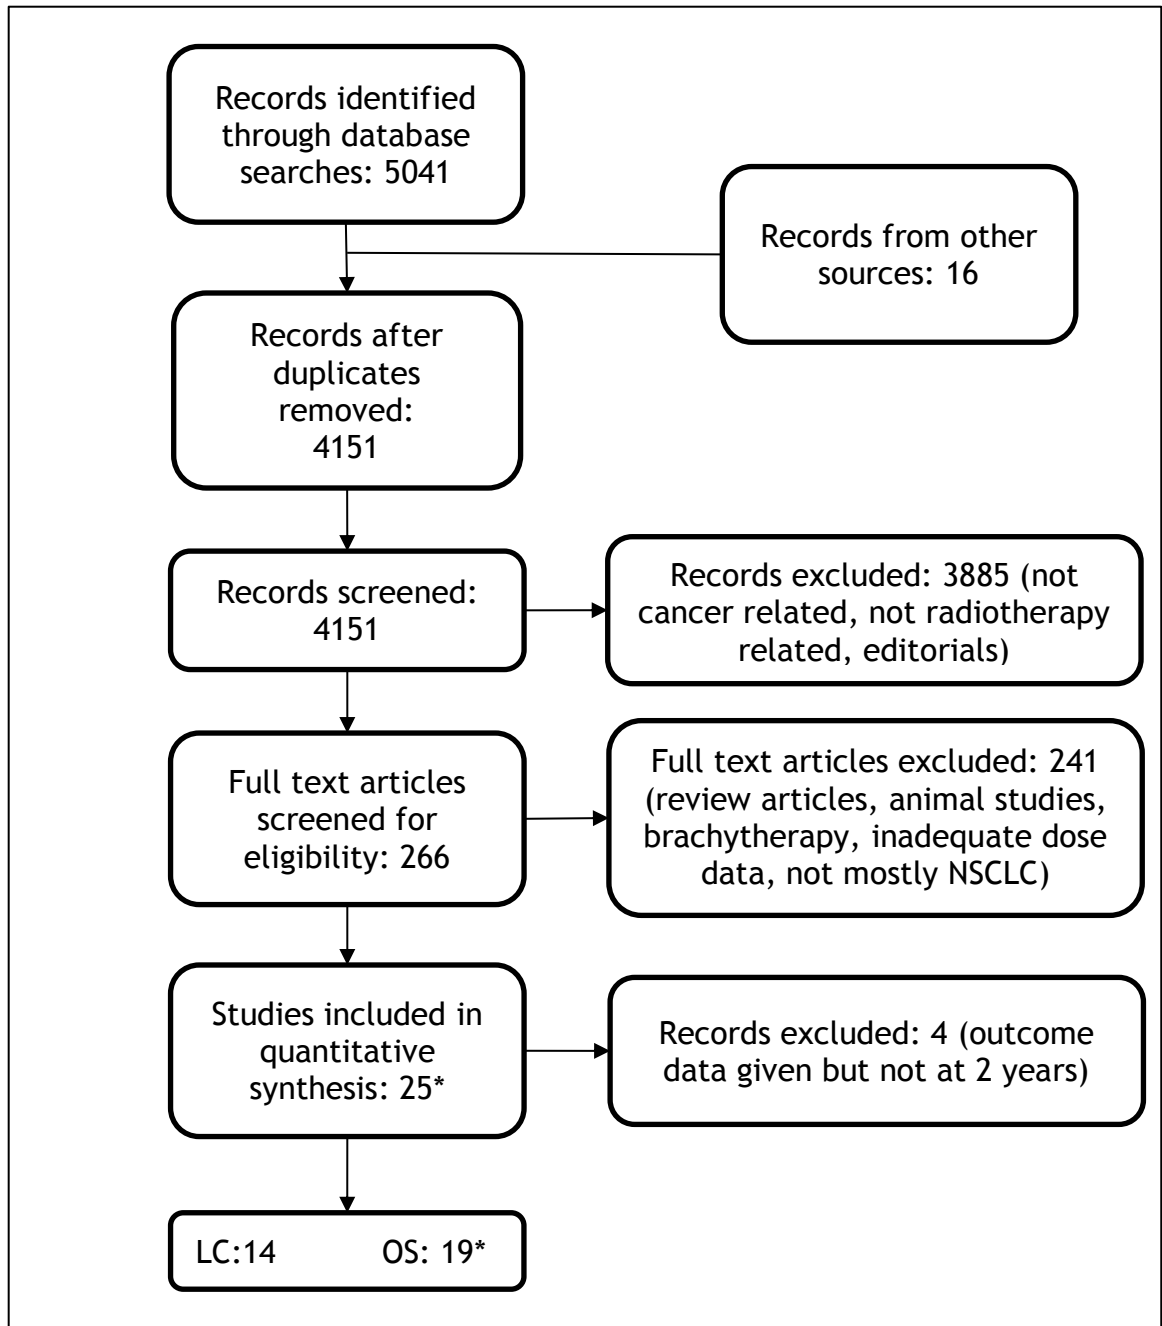 Records identified
through database
searches: 5041
Records from other
sources: 16
Records after
duplicates
removed:
4151
Records screened:
4151
Records excluded: 3885 (not
cancer related, not radiotherapy
related, editorials)
Full text articles
screened for
eligibility: 266
Full text articles excluded: 241
(review articles, animal studies,
brachytherapy, inadequate dose
data, not mostly NSCLC)
Studies included in
quantitative
synthesis: 25*
Records excluded: 4 (outcome
data given but not at 2 years)
LC:14 OS: 19*